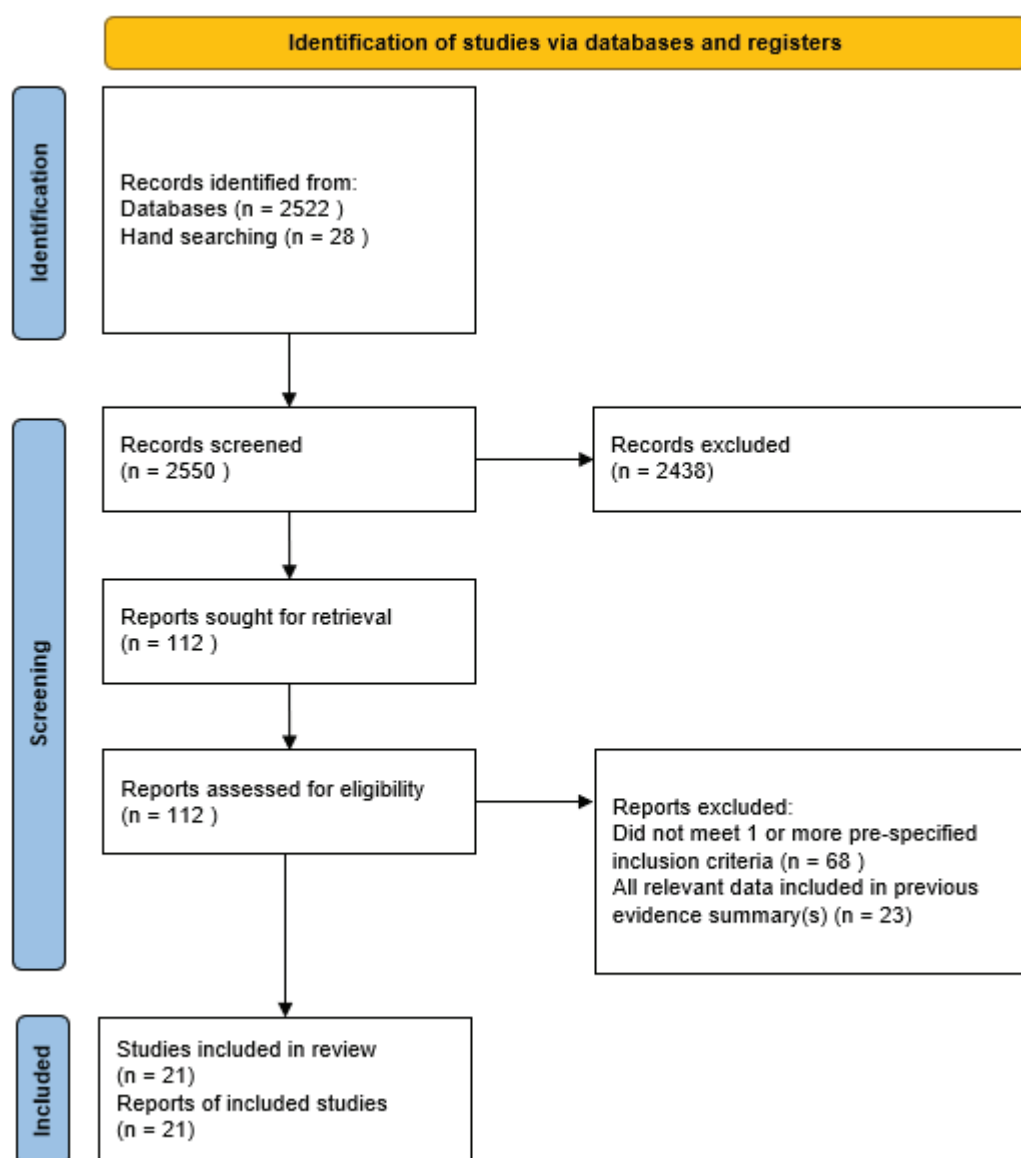 Identification of studies via databases and registers
Identification
Records identified from:
Databases (n = 2522 )
Hand searching (n = 28 )
Screening
Records screened
(n = 2550 )
Records excluded
(n = 2438)
Reports sought for retrieval
(n = 112 )
Reports assessed for eligibility
(n = 112 )
Reports excluded:
Did not meet 1 or more pre-specified
inclusion criteria (n = 68 )
All relevant data included in previous
evidence summary(s) (n = 23)
Included
Studies included in review
(n = 21)
Reports of included studies
(n = 21)